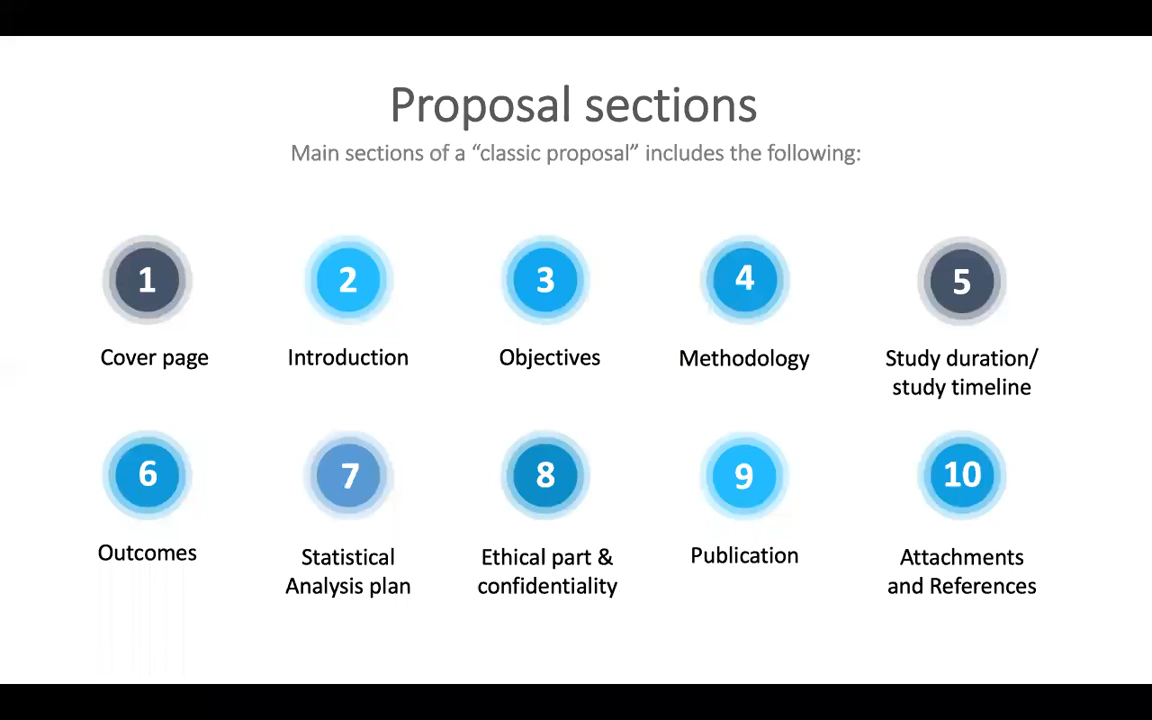 Proposal sections
Main sections of a “classic proposal” includes the following:
1
2
3
4
5
Cover page
Introduction
Objectives
Methodology
Study duration/
study timeline
6
7
8
9
10
Outcomes
Statistical
Analysis plan
Ethical part &
confidentiality
Publication
Attachments
and References